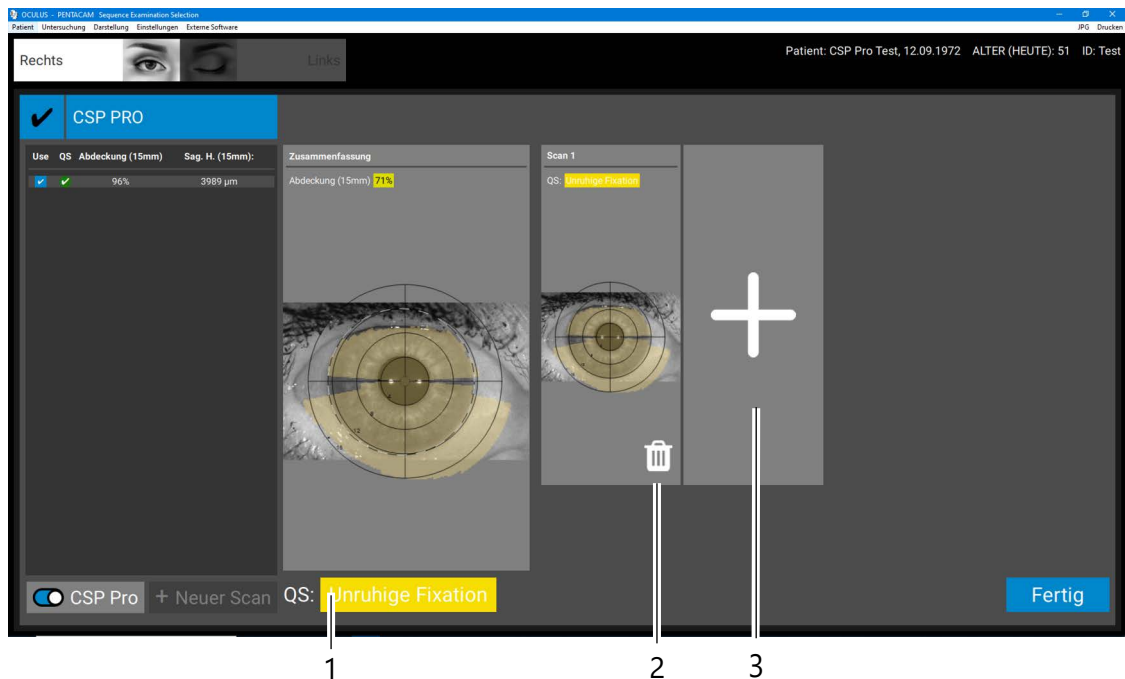 OCULUS - PENTACAM Sequence Examination Selection
Patient Untersuchung Darstellung Einstellungen Externe Software JPG Drucken
Rechts Links Patient: CSP Pro Test, 12.09.1972 ALTER (HEUTE): 51 ID: Test
CSP PRO
Use QS Abdeckung (15mm) Sag. H. (15mm):
96% 3989 µm
Zusammenfassung
Abdeckung (15mm) 71%
Scan 1
QS: Unruhige Fixation
CSP Pro + Neuer Scan QS: Unruhige Fixation Fertig
1 2 3